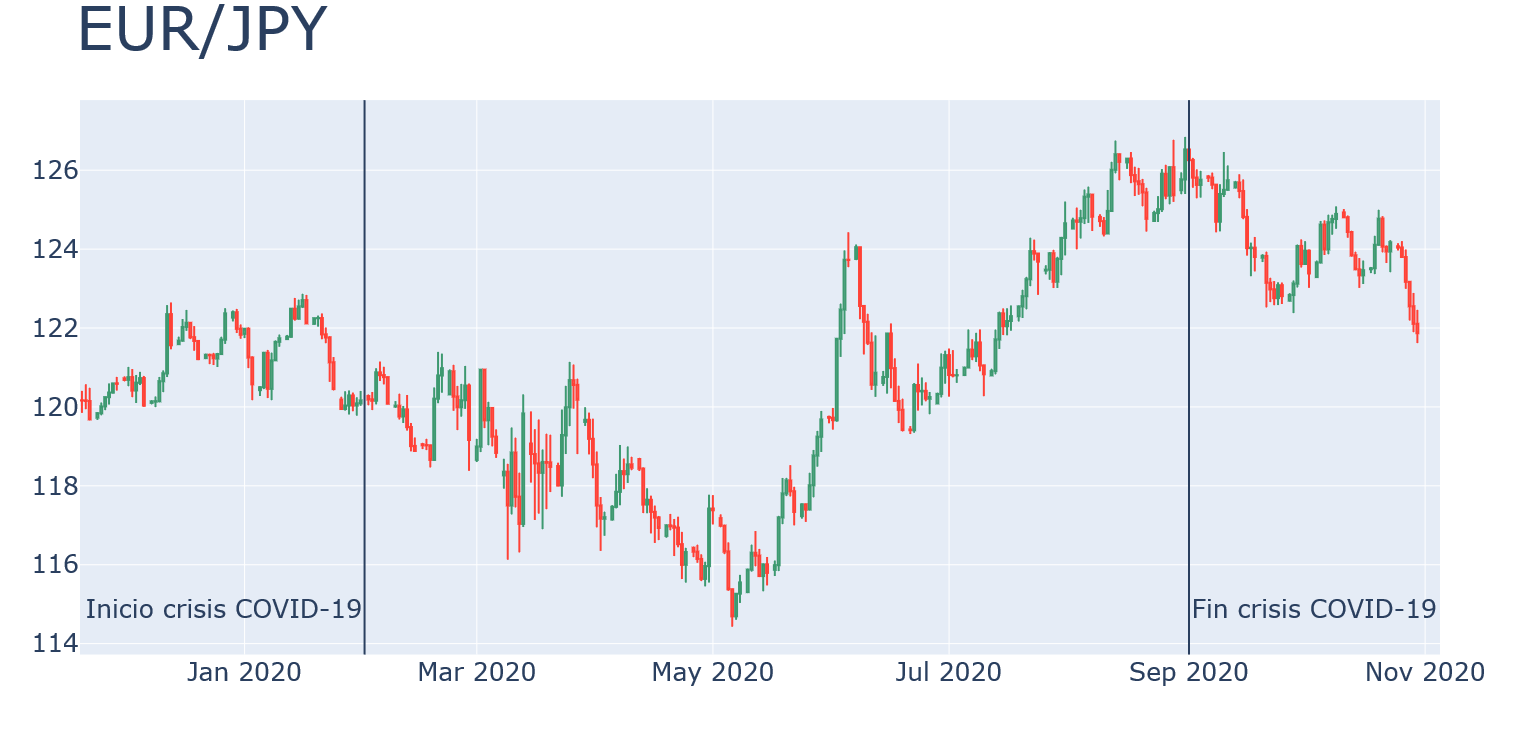 EUR/JPY
126
124
122
120
118
116
114
Inicio crisis COVID-19
Fin crisis COVID-19
Jan 2020
Mar 2020
May 2020
Jul 2020
Sep 2020
Nov 2020